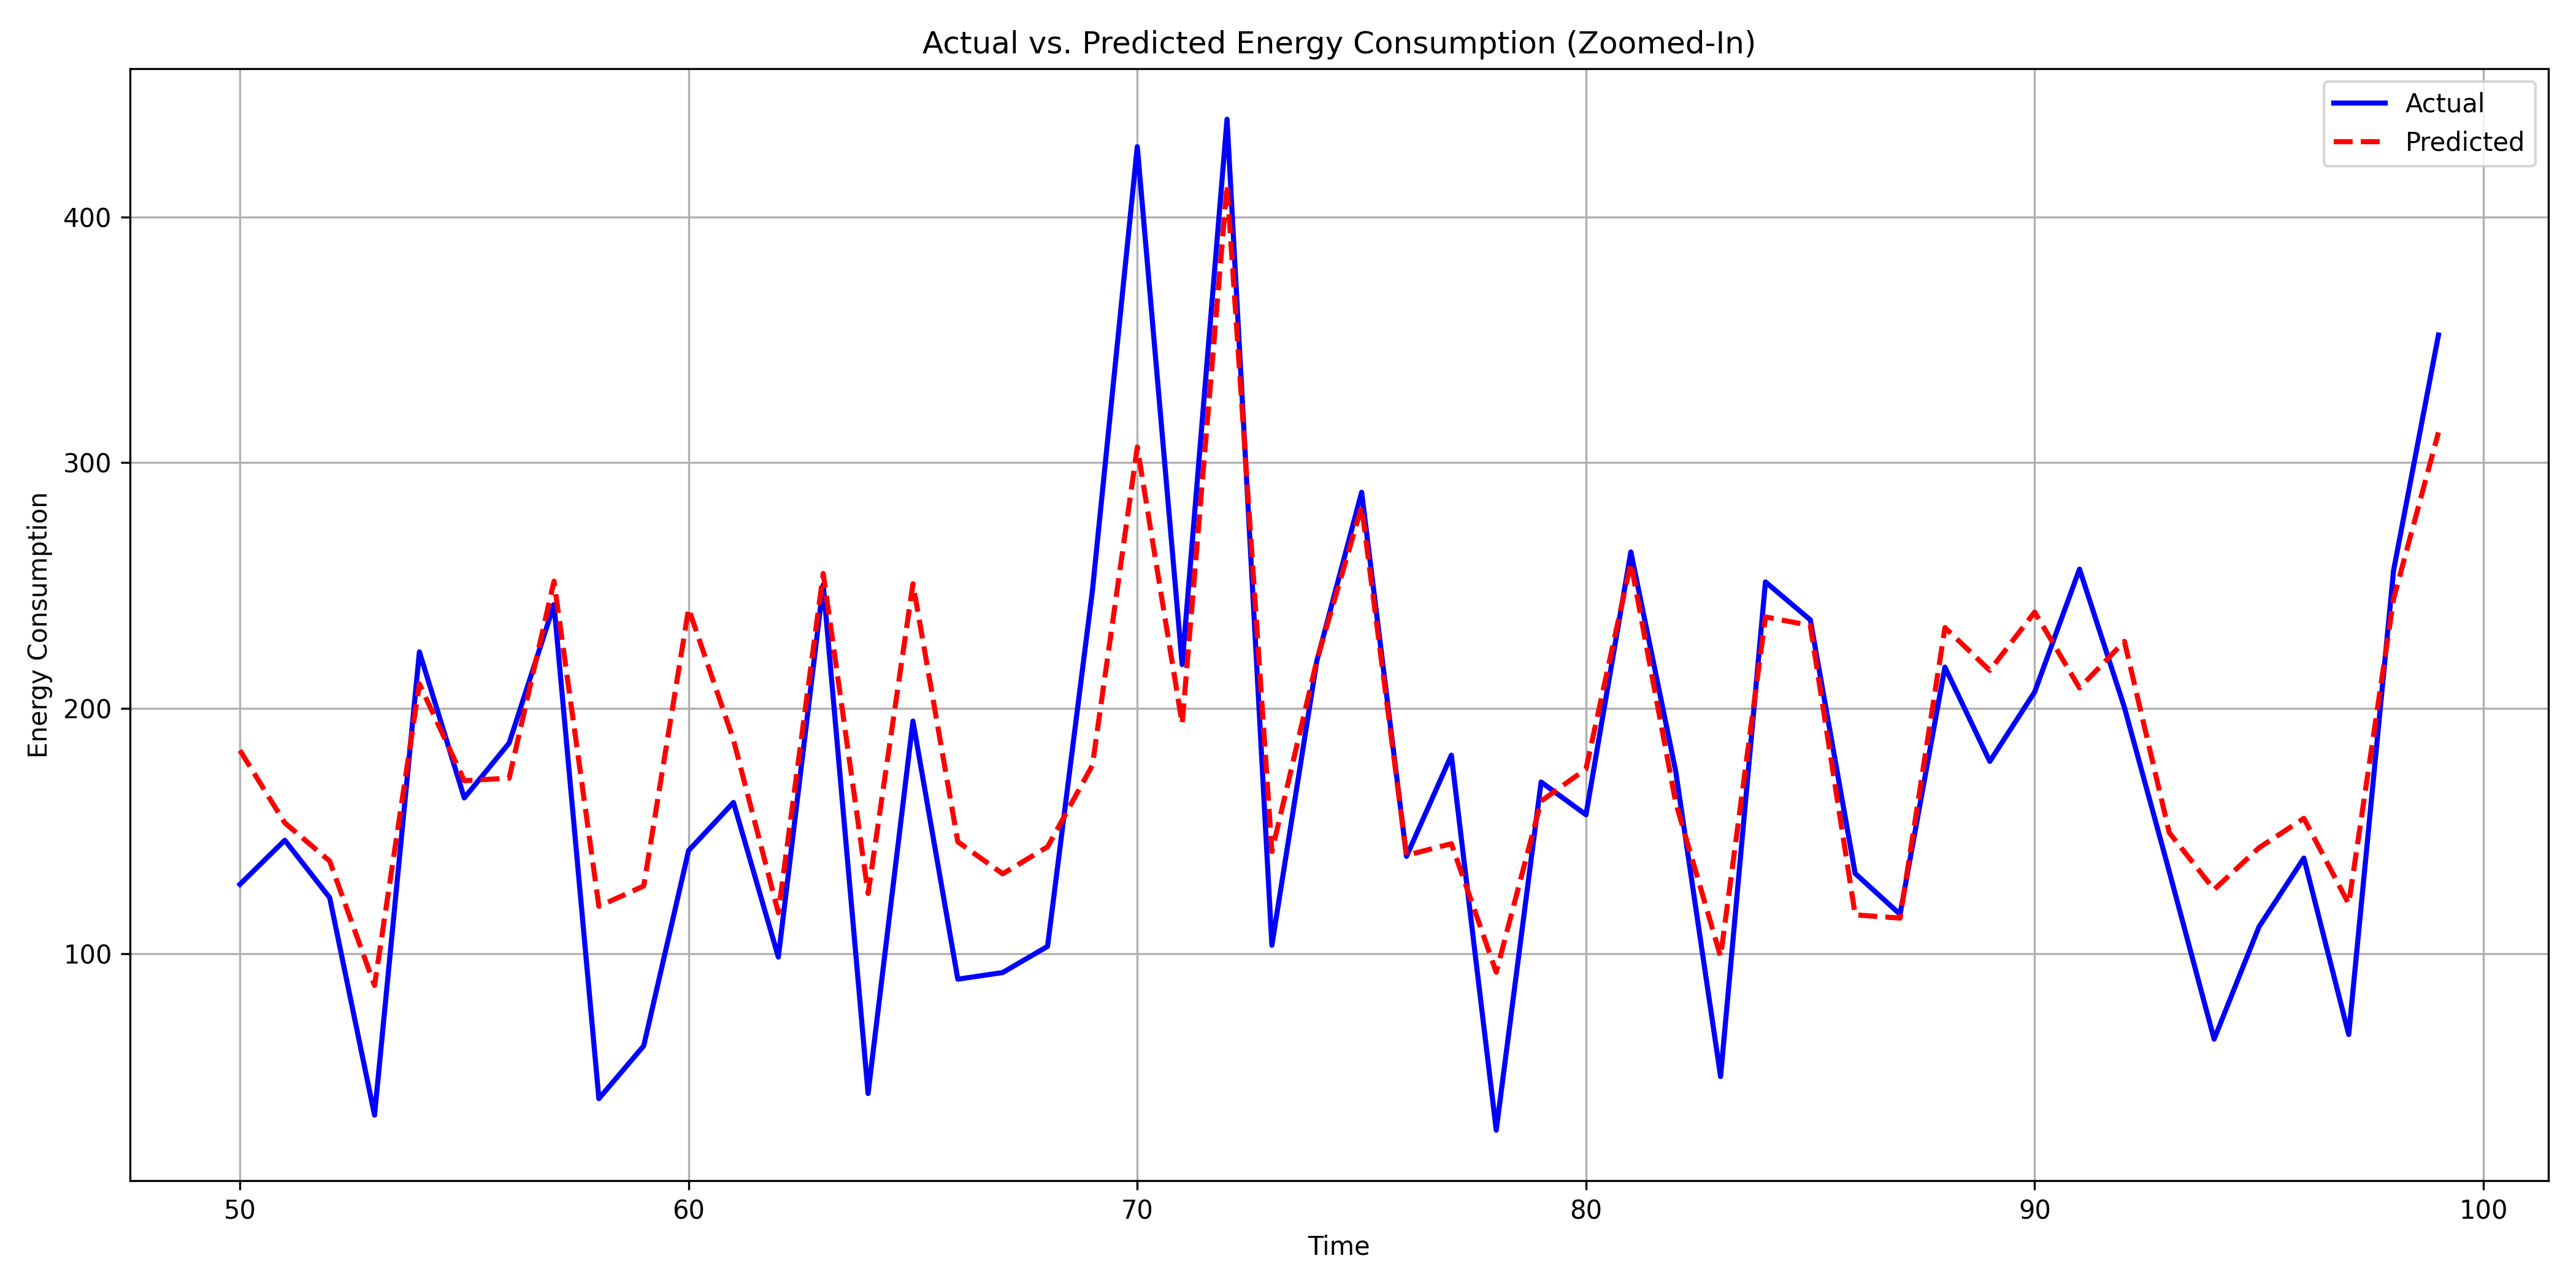 Actual vs. Predicted Energy Consumption (Zoomed-In)
Actual
Predicted
Energy Consumption
400
300
200
100
50 60 70 80 90 100
Time